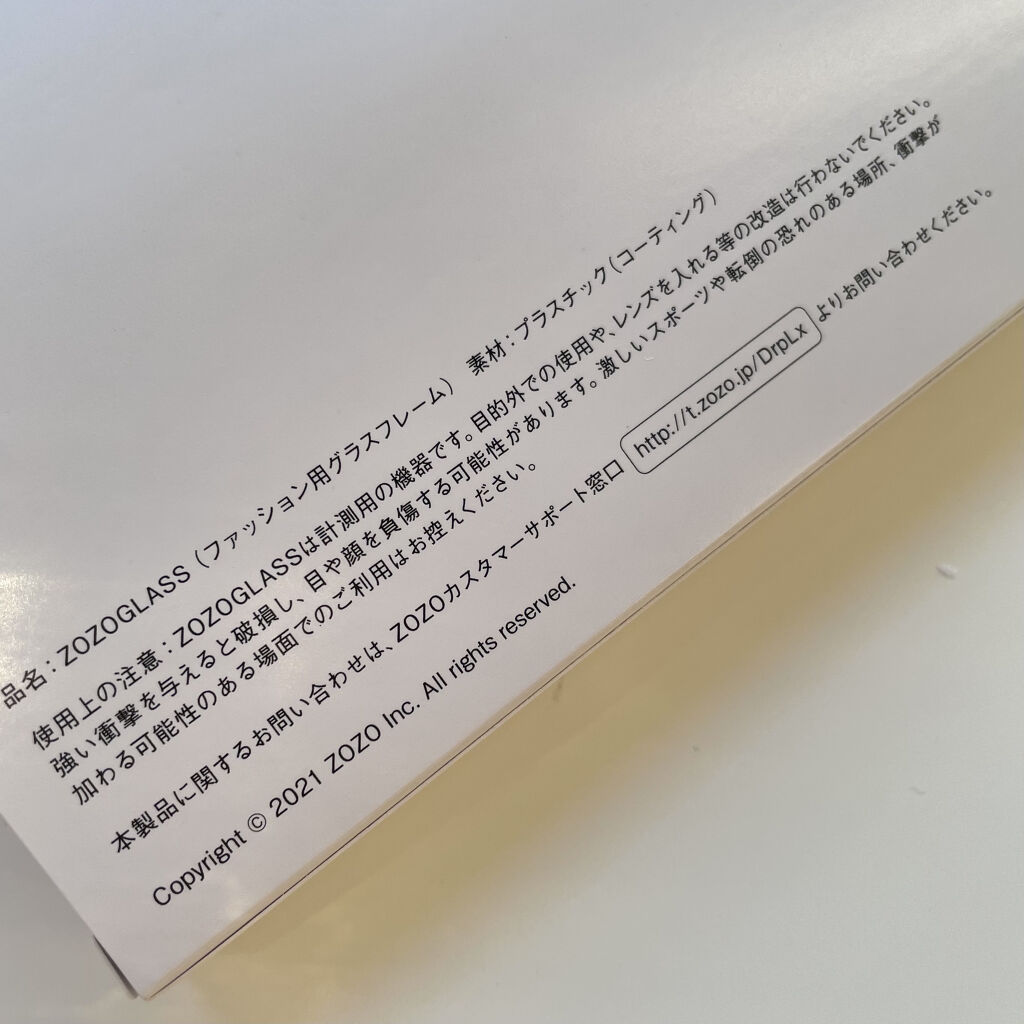 品名：ZOZOGLASS（ファッション用グラスフレーム） 素材：プラスチック（コーティング）
使用上の注意：ZOZOGLASSは計測用の機器です。目的外での使用や、レンズを入れる等の改造は行わないでください。
強い衝撃を与えると破損し、目や顔を負傷する可能性があります。激しいスポーツや転倒の恐れのある場所、衝撃が
加わる可能性のある場面でのご利用はお控えください。
本製品に関するお問い合わせは、ZOZOカスタマーサポート窓口 http://t.zozo.jp/DrpLx よりお問い合わせください。
Copyright © 2021 ZOZO Inc. All rights reserved.